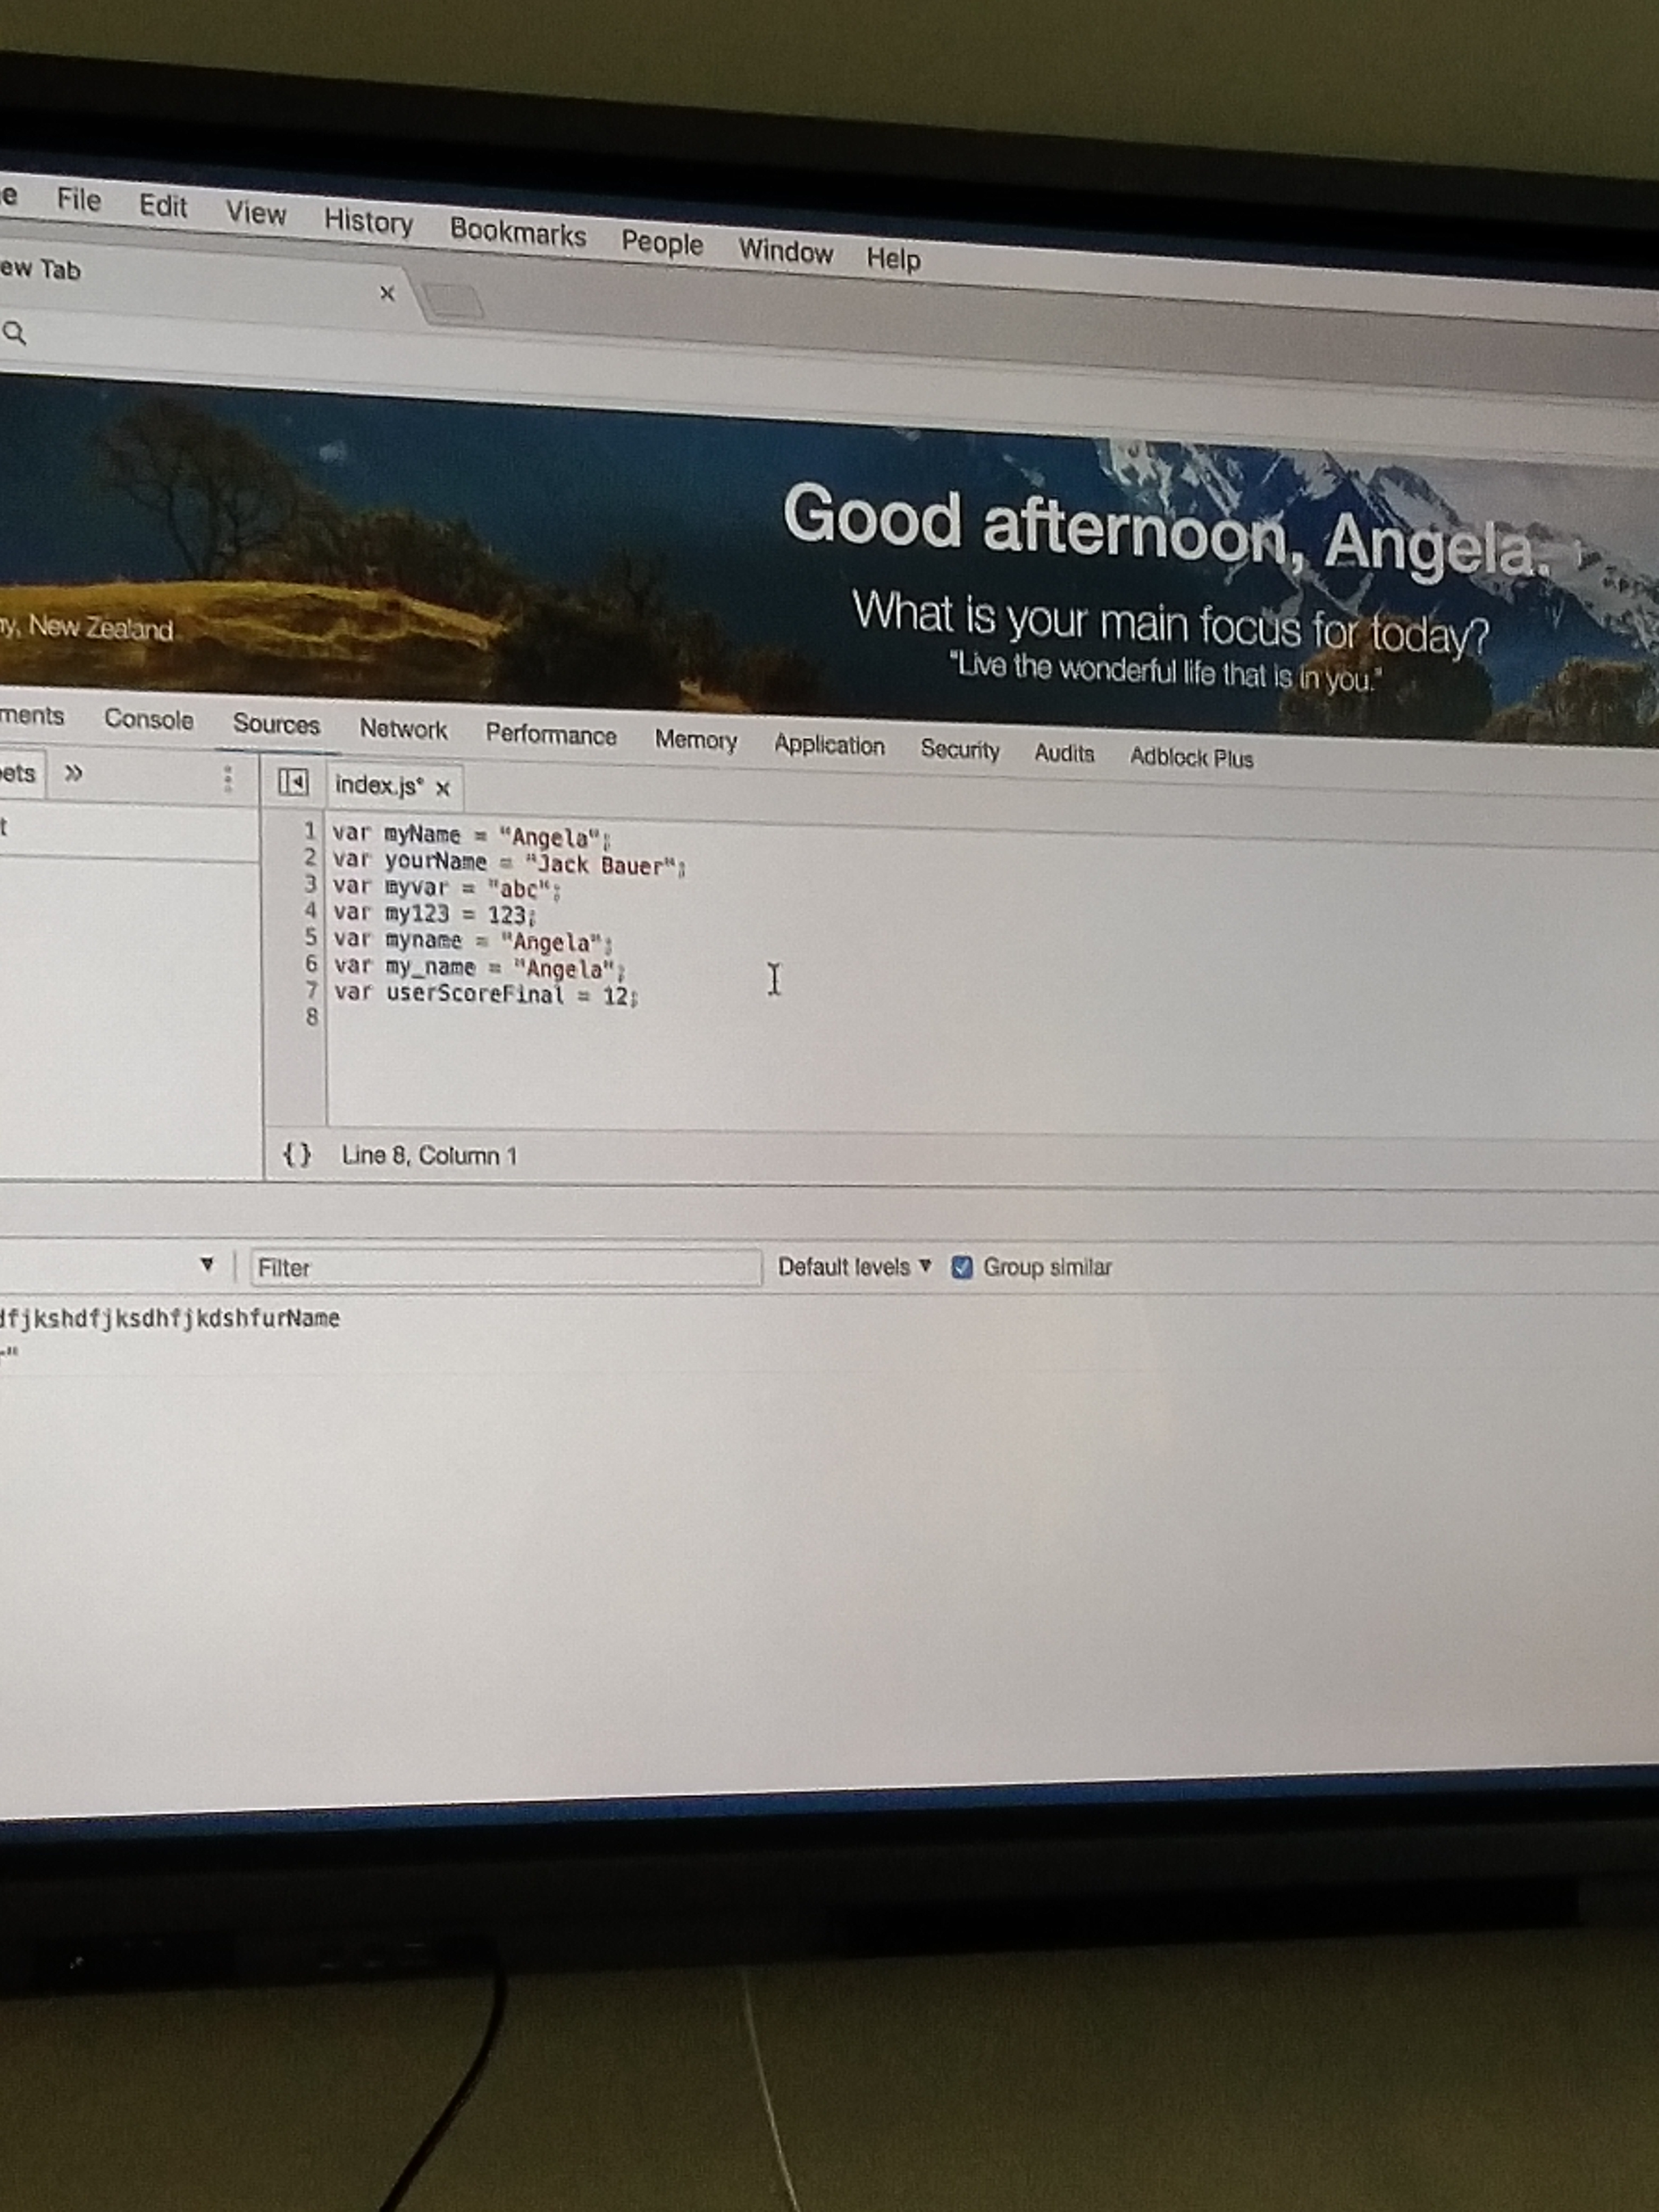 File Edit View History Bookmarks People Window Help
ew Tab
Good afternoon, Angela.
What is your main focus for today?
"Live the wonderful life that is in you."
New Zealand
ments Console Sources Network Performance Memory Application Security Audits Adblock Plus
ets » index.js* x
1 var myName = "Angela";
2 var yourName = "Jack Bauer";
3 var myvar = "abc";
4 var my123 = 123;
5 var myname = "Angela";
6 var my_name = "Angela";
7 var userScoreFinal = 12;
8
{} Line 8, Column 1
Filter Default levels ▼ Group similar
dfjkshdfjksdhfjkdshfurName